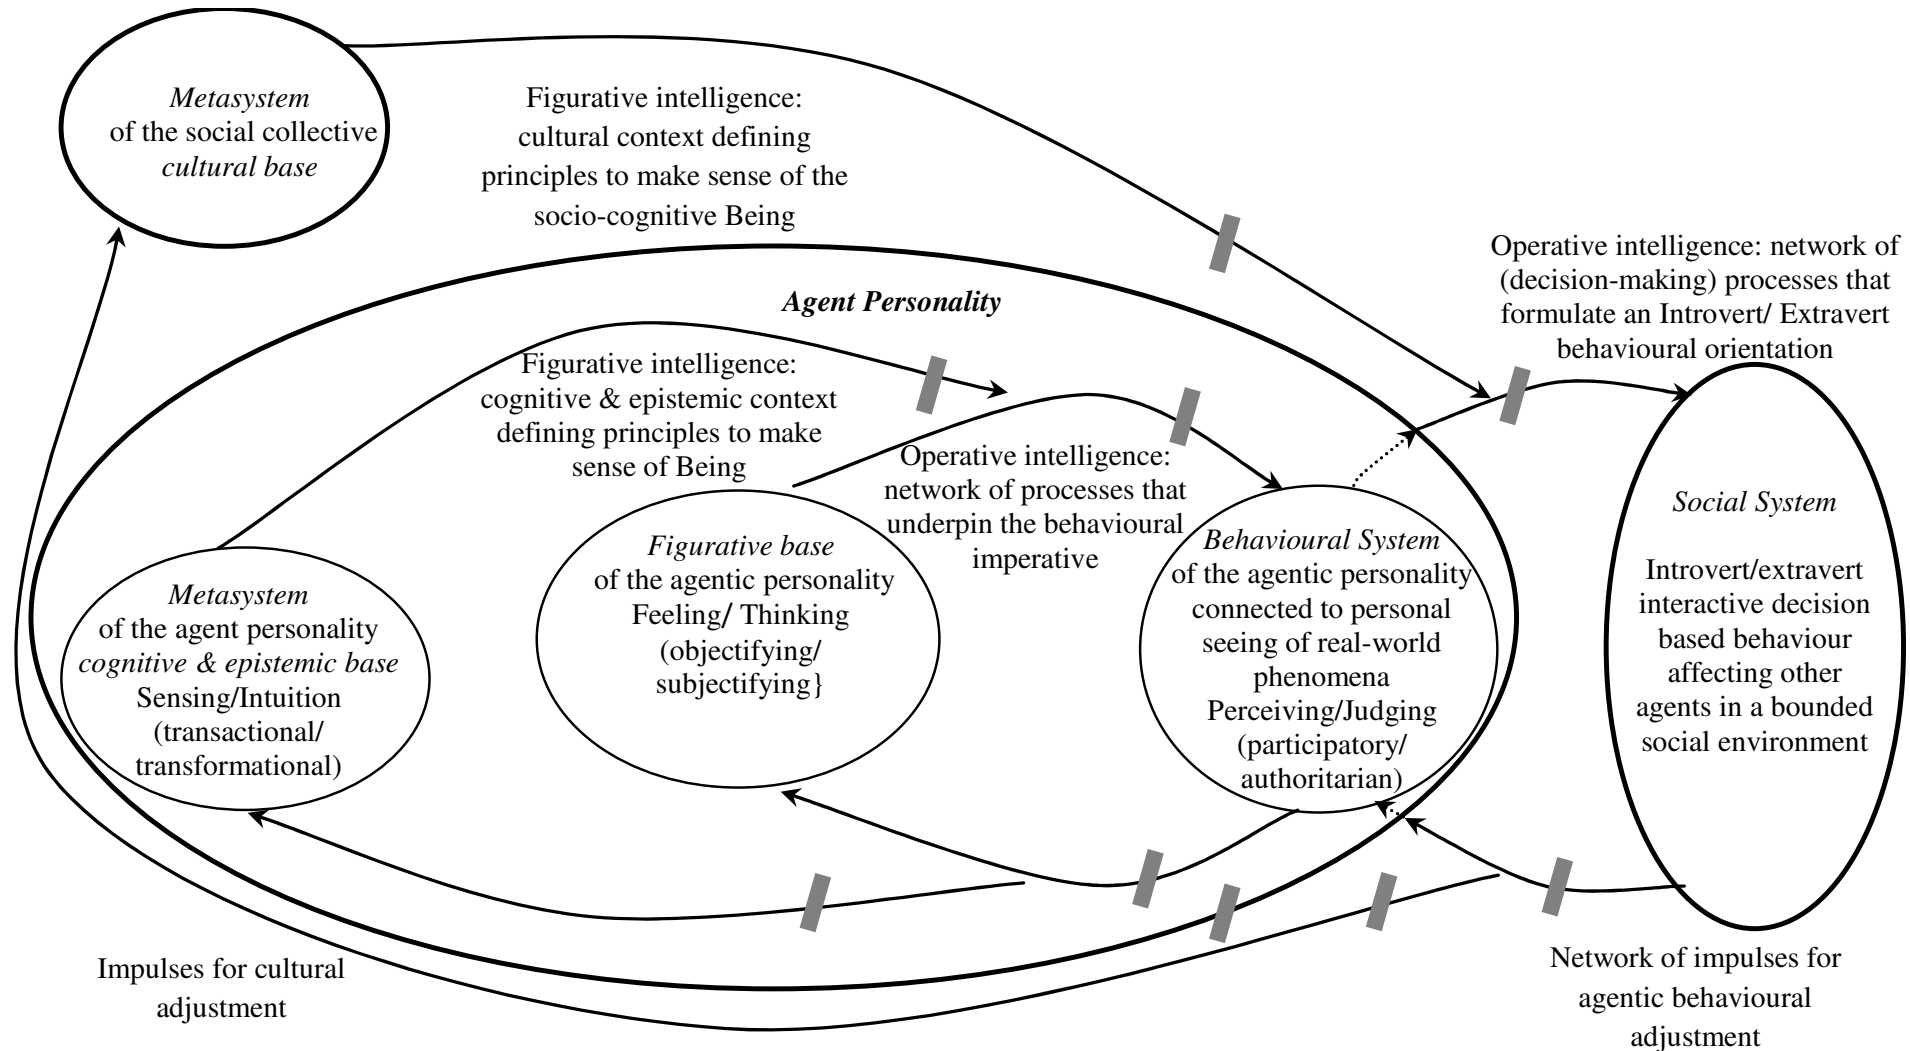 Metasystem
of the social collective
cultural base
Figurative intelligence:
cultural context defining
principles to make sense of the
socio-cognitive Being
Operative intelligence: network of
(decision-making) processes that
formulate an Introvert/ Extravert
behavioural orientation
Agent Personality
Figurative intelligence:
cognitive & epistemic context
defining principles to make
sense of Being
Operative intelligence:
network of processes that
underpin the behavioural
imperative
Metasystem
of the agent personality
cognitive & epistemic base
Sensing/Intuition
(transactional/
transformational)
Figurative base
of the agentic personality
Feeling/ Thinking
(objectifying/
subjectifying}
Behavioural System
of the agentic personality
connected to personal
seeing of real-world
phenomena
Perceiving/Judging
(participatory/
authoritarian)
Social System
Introvert/extravert
interactive decision
based behaviour
affecting other
agents in a bounded
social environment
Impulses for cultural
adjustment
Network of impulses for
agentic behavioural
adjustment